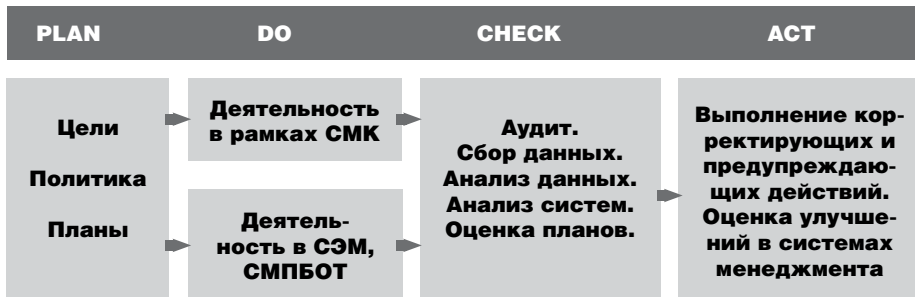 PLAN DO CHECK ACT
Цели
Политика
Планы
Деятельность
в рамках СМК
Деятель-
ность в СЭМ,
СМПБОТ
Аудит.
Сбор данных.
Анализ данных.
Анализ систем.
Оценка планов.
Выполнение кор-
ректирующих и
предупреждаю-
щих действий.
Оценка улучше-
ний в системах
менеджмента